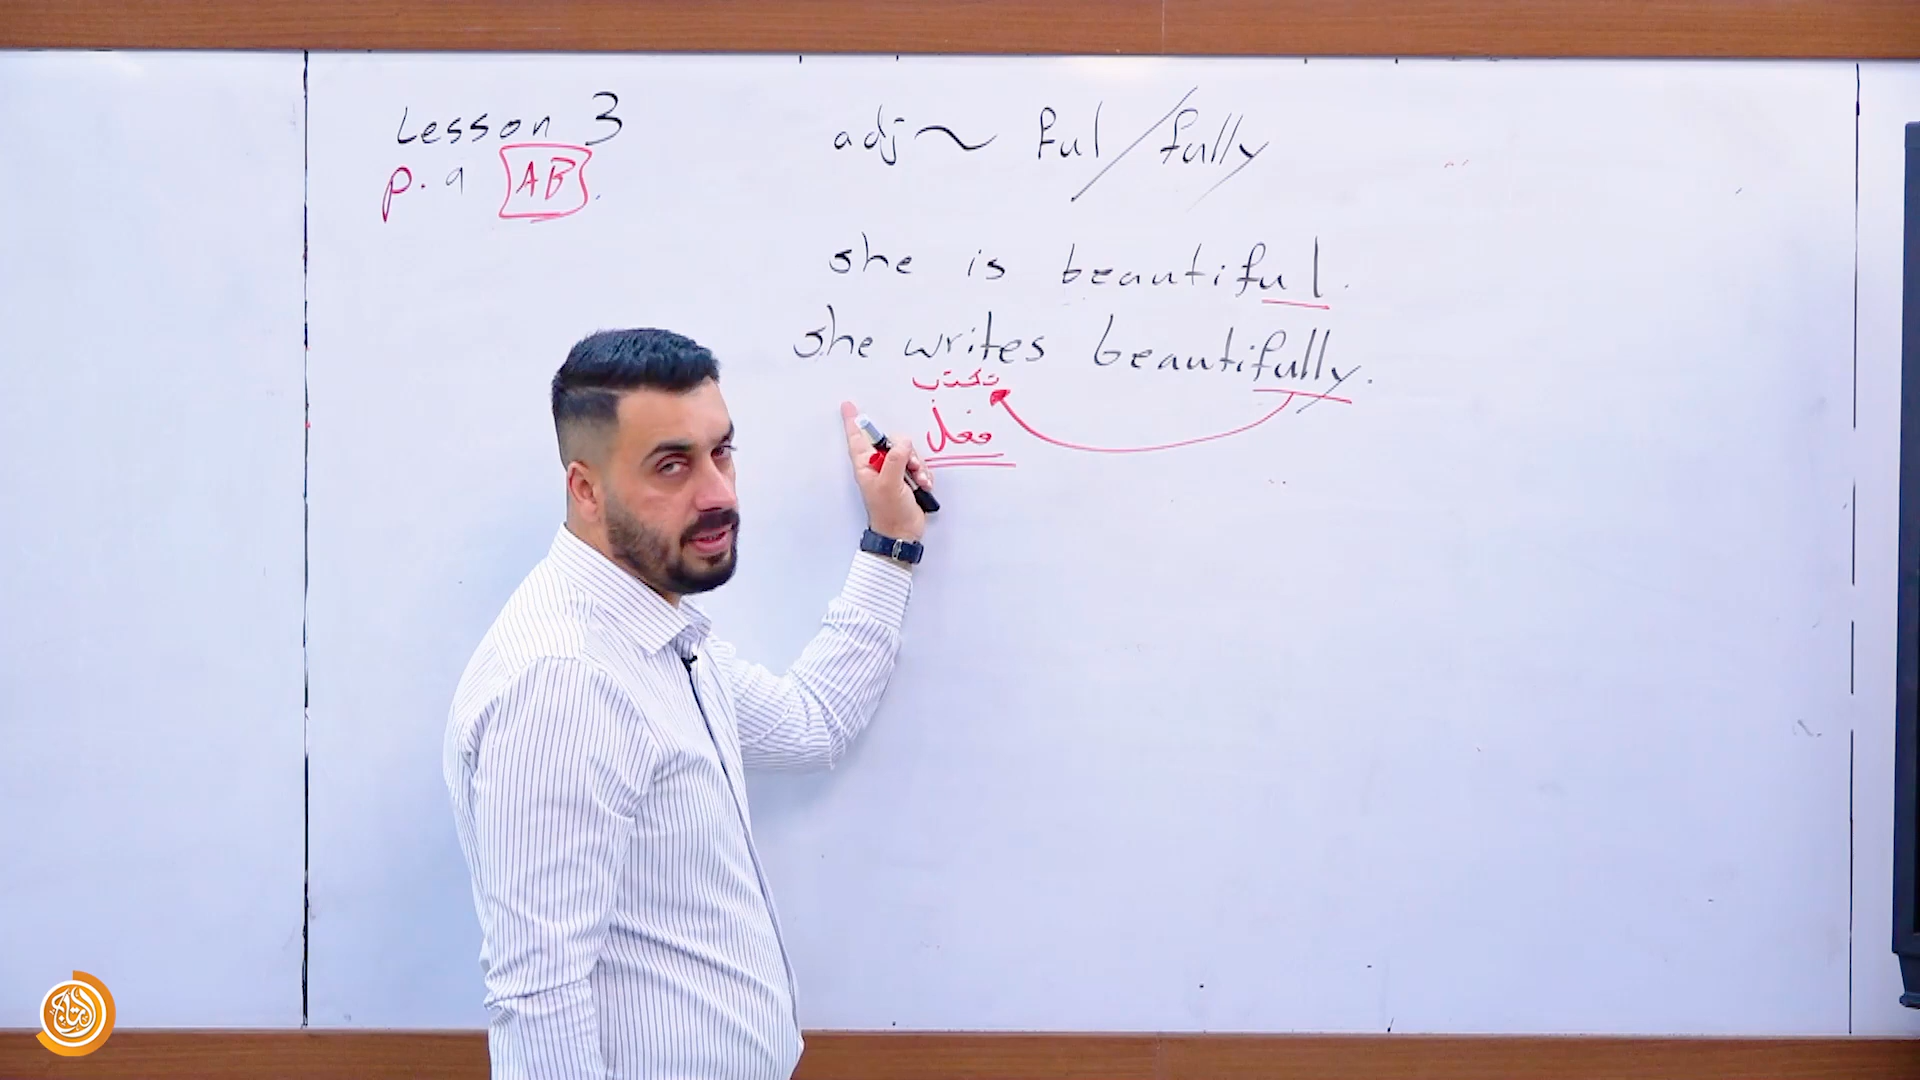 Lesson 3
p. 9 AB.
adj ~ ful / fully
she is beautiful.
she writes beautifully.
تكتب
فعل